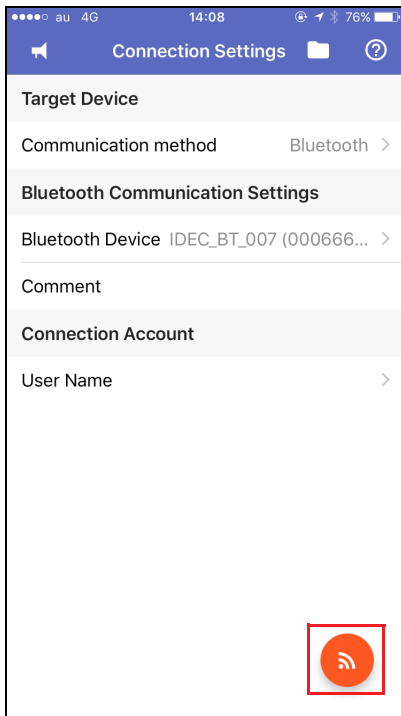 au 4G 14:08 76%
Connection Settings
Target Device
Communication method Bluetooth
Bluetooth Communication Settings
Bluetooth Device IDEC_BT_007 (000666...
Comment
Connection Account
User Name